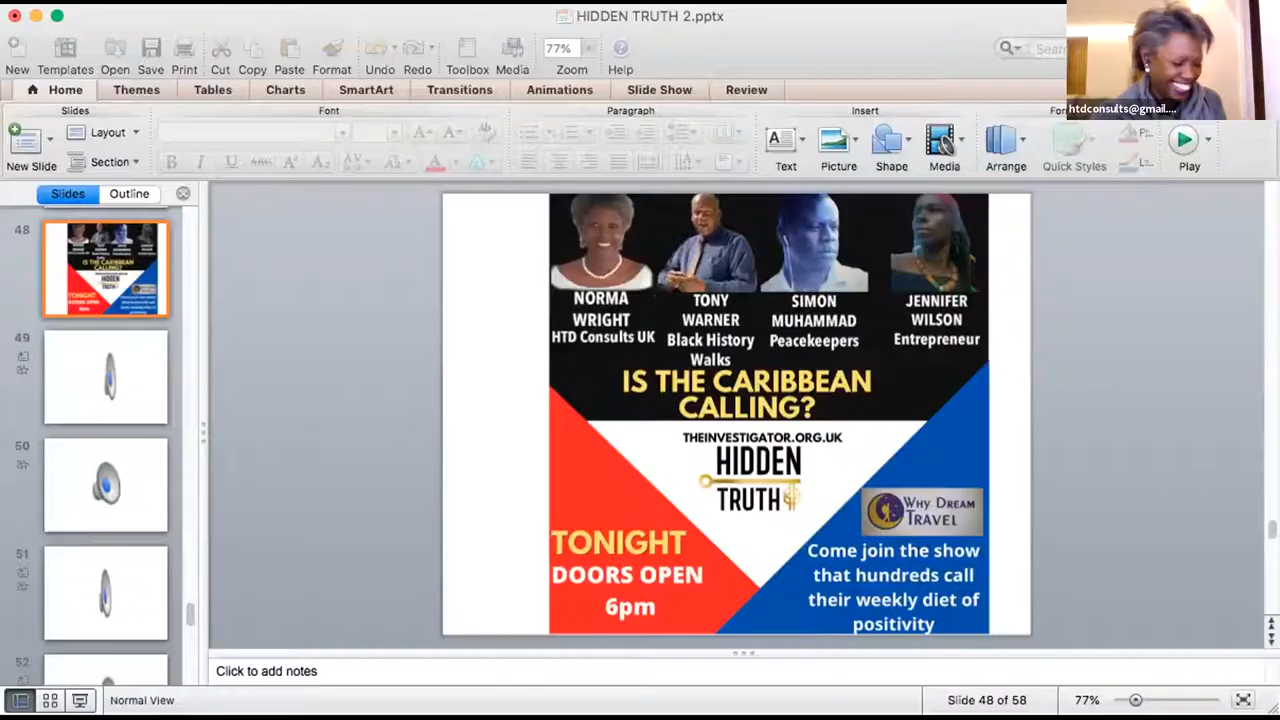 HIDDEN TRUTH 2.pptx
77%
New Templates Open Save Print Cut Copy Paste Format Undo Redo Toolbox Media Zoom Help
Home Themes Tables Charts SmartArt Transitions Animations Slide Show Review
htdconsults@gmail....
Slides Font Paragraph Insert
New Slide Layout Section
B I U ABC
Text Picture Shape Media Arrange Quick Styles Play
Slides Outline
48
49
50
51
52
NORMA
WRIGHT
HTD Consults UK
TONY
WARNER
Black History
Walks
SIMON
MUHAMMAD
Peacekeepers
JENNIFER
WILSON
Entrepreneur
IS THE CARIBBEAN
CALLING?
THEINVESTIGATOR.ORG.UK
HIDDEN
TRUTH
WHY DREAM
TRAVEL
TONIGHT
DOORS OPEN
6pm
Come join the show
that hundreds call
their weekly diet of
positivity
Click to add notes
Normal View Slide 48 of 58 77%